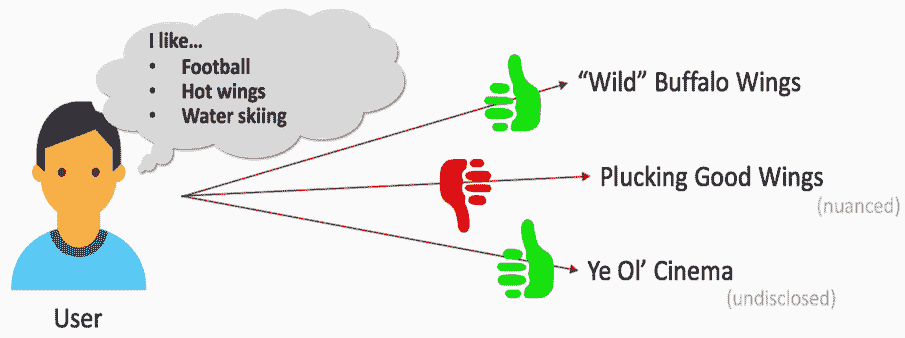 I like...
• Football
• Hot wings
• Water skiing
“Wild” Buffalo Wings
Plucking Good Wings
(nuanced)
Ye Ol’ Cinema
(undisclosed)
User